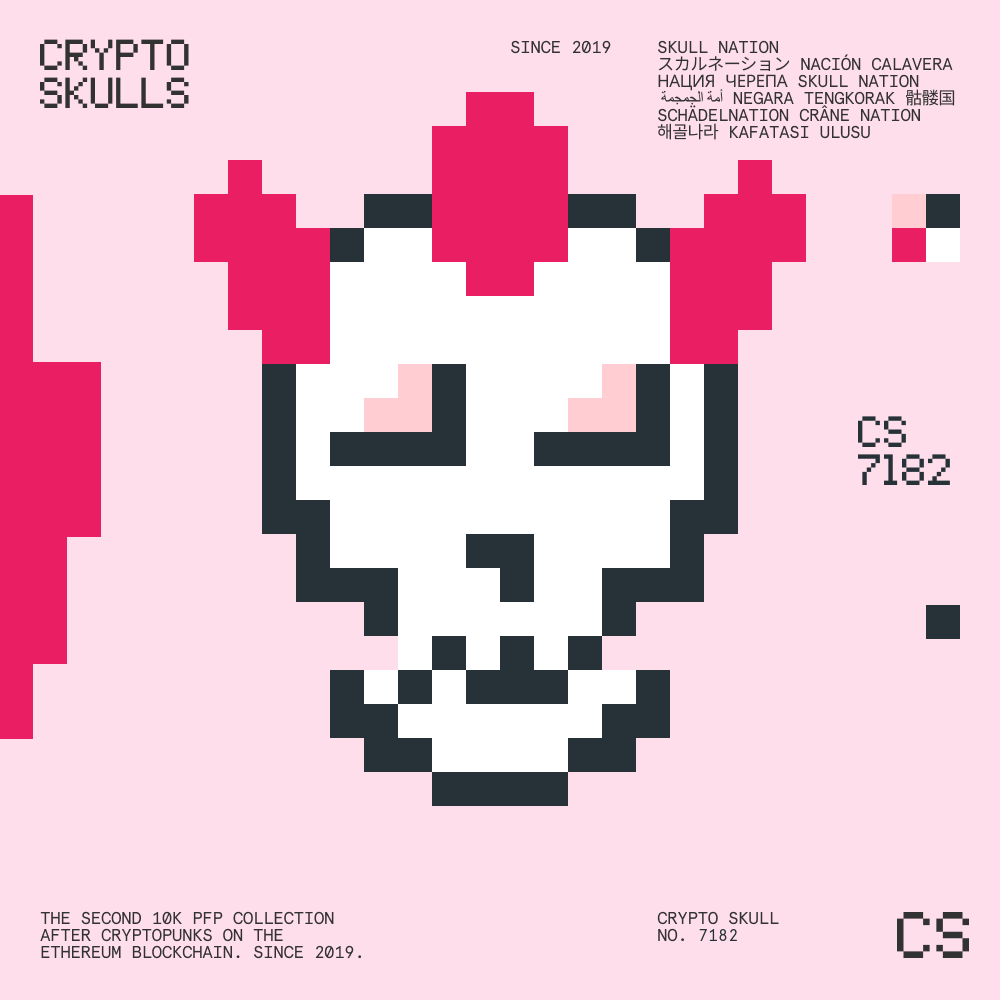 CRYPTO
SKULLS
SINCE 2019
SKULL NATION
スカルネーション NACIÓN CALAVERA
НАЦИЯ ЧЕРЕПА SKULL NATION
أمة الجمجمة NEGARA TENGKORAK 骷髅国
SCHÄDELNATION CRÂNE NATION
해골나라 KAFATASI ULUSU
CS
7182
THE SECOND 10K PFP COLLECTION
AFTER CRYPTOPUNKS ON THE
ETHEREUM BLOCKCHAIN. SINCE 2019.
CRYPTO SKULL
NO. 7182
CS